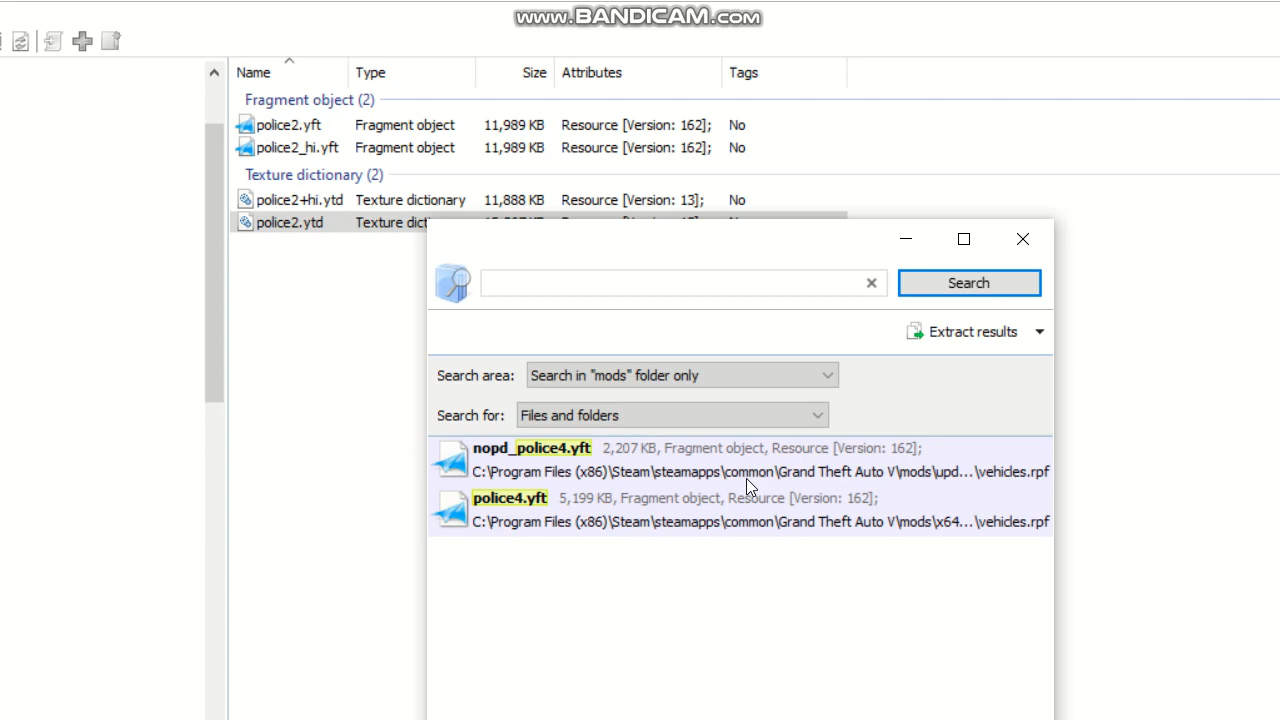 www.BANDICAM.com
Name Type Size Attributes Tags
Fragment object (2)
police2.yft Fragment object 11,989 KB Resource [Version: 162]; No
police2_hi.yft Fragment object 11,989 KB Resource [Version: 162]; No
Texture dictionary (2)
police2+hi.ytd Texture dictionary 11,888 KB Resource [Version: 13]; No
police2.ytd Texture dict
Search
Extract results
Search area: Search in "mods" folder only
Search for: Files and folders
nopd_police4.yft 2,207 KB, Fragment object, Resource [Version: 162];
C:\Program Files (x86)\Steam\steamapps\common\Grand Theft Auto V\mods\upd...\vehicles.rpf
police4.yft 5,199 KB, Fragment object, Resource [Version: 162];
C:\Program Files (x86)\Steam\steamapps\common\Grand Theft Auto V\mods\x64...\vehicles.rpf